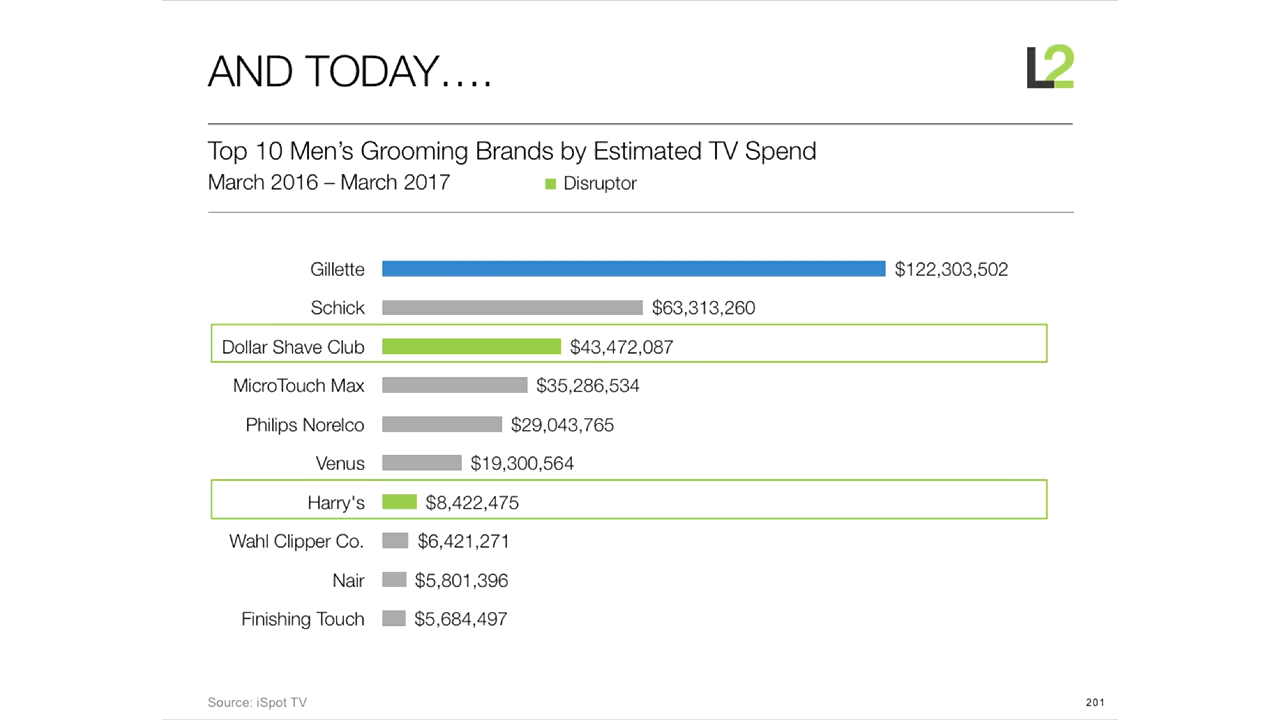 AND TODAY....
L2
Top 10 Men’s Grooming Brands by Estimated TV Spend
March 2016 – March 2017
Disruptor
Gillette $122,303,502
Schick $63,313,260
Dollar Shave Club $43,472,087
MicroTouch Max $35,286,534
Philips Norelco $29,043,765
Venus $19,300,564
Harry's $8,422,475
Wahl Clipper Co. $6,421,271
Nair $5,801,396
Finishing Touch $5,684,497
Source: iSpot TV
201